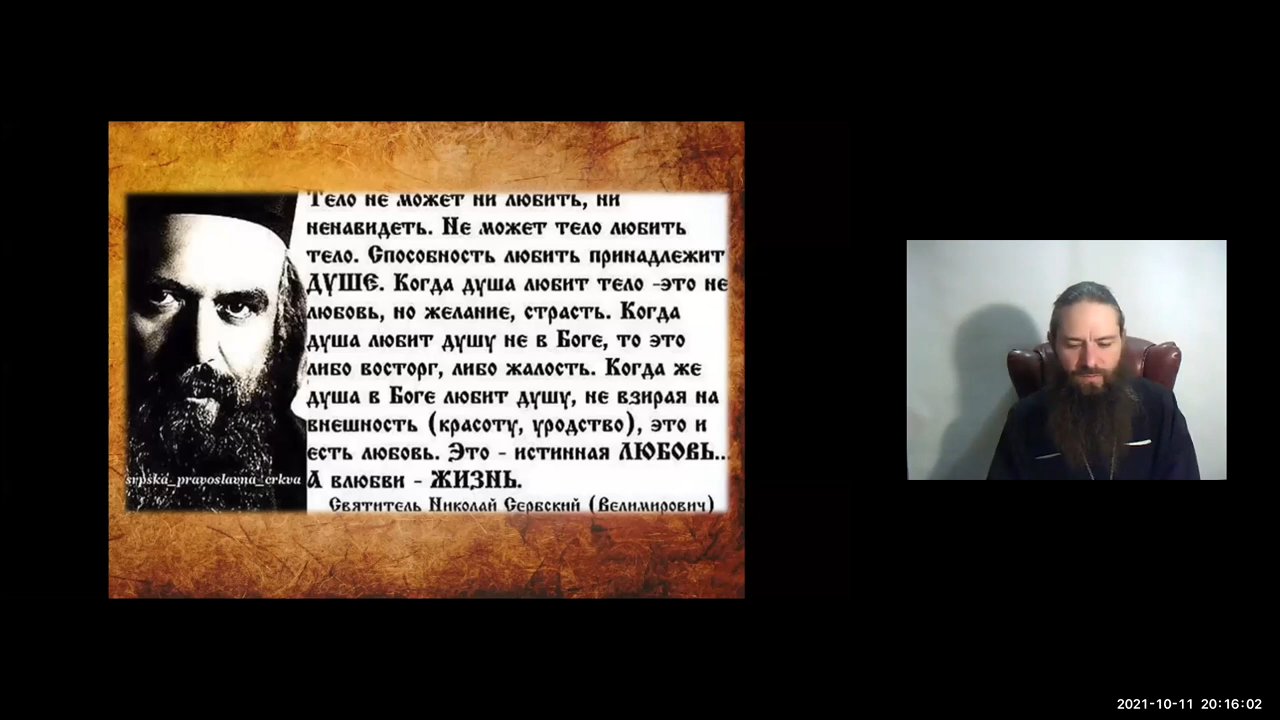 Тело не может ни любить, ни
ненавидеть. Не может тело любить
тело. Способность любить принадлежит
ДУШЕ. Когда душа любит тело -это не
любовь, но желание, страсть. Когда
душа любит душу не в Боге, то это
либо восторг, либо жалость. Когда же
душа в Боге любит душу, не взирая на
внешность (красоту, уродство), это и
есть любовь. Это - истинная ЛЮБОВЬ...
А влюбви - ЖИЗНЬ.
Святитель Николай Сербский (Велимирович)
srpska_pravoslavna_crkva
2021-10-11 20:16:02